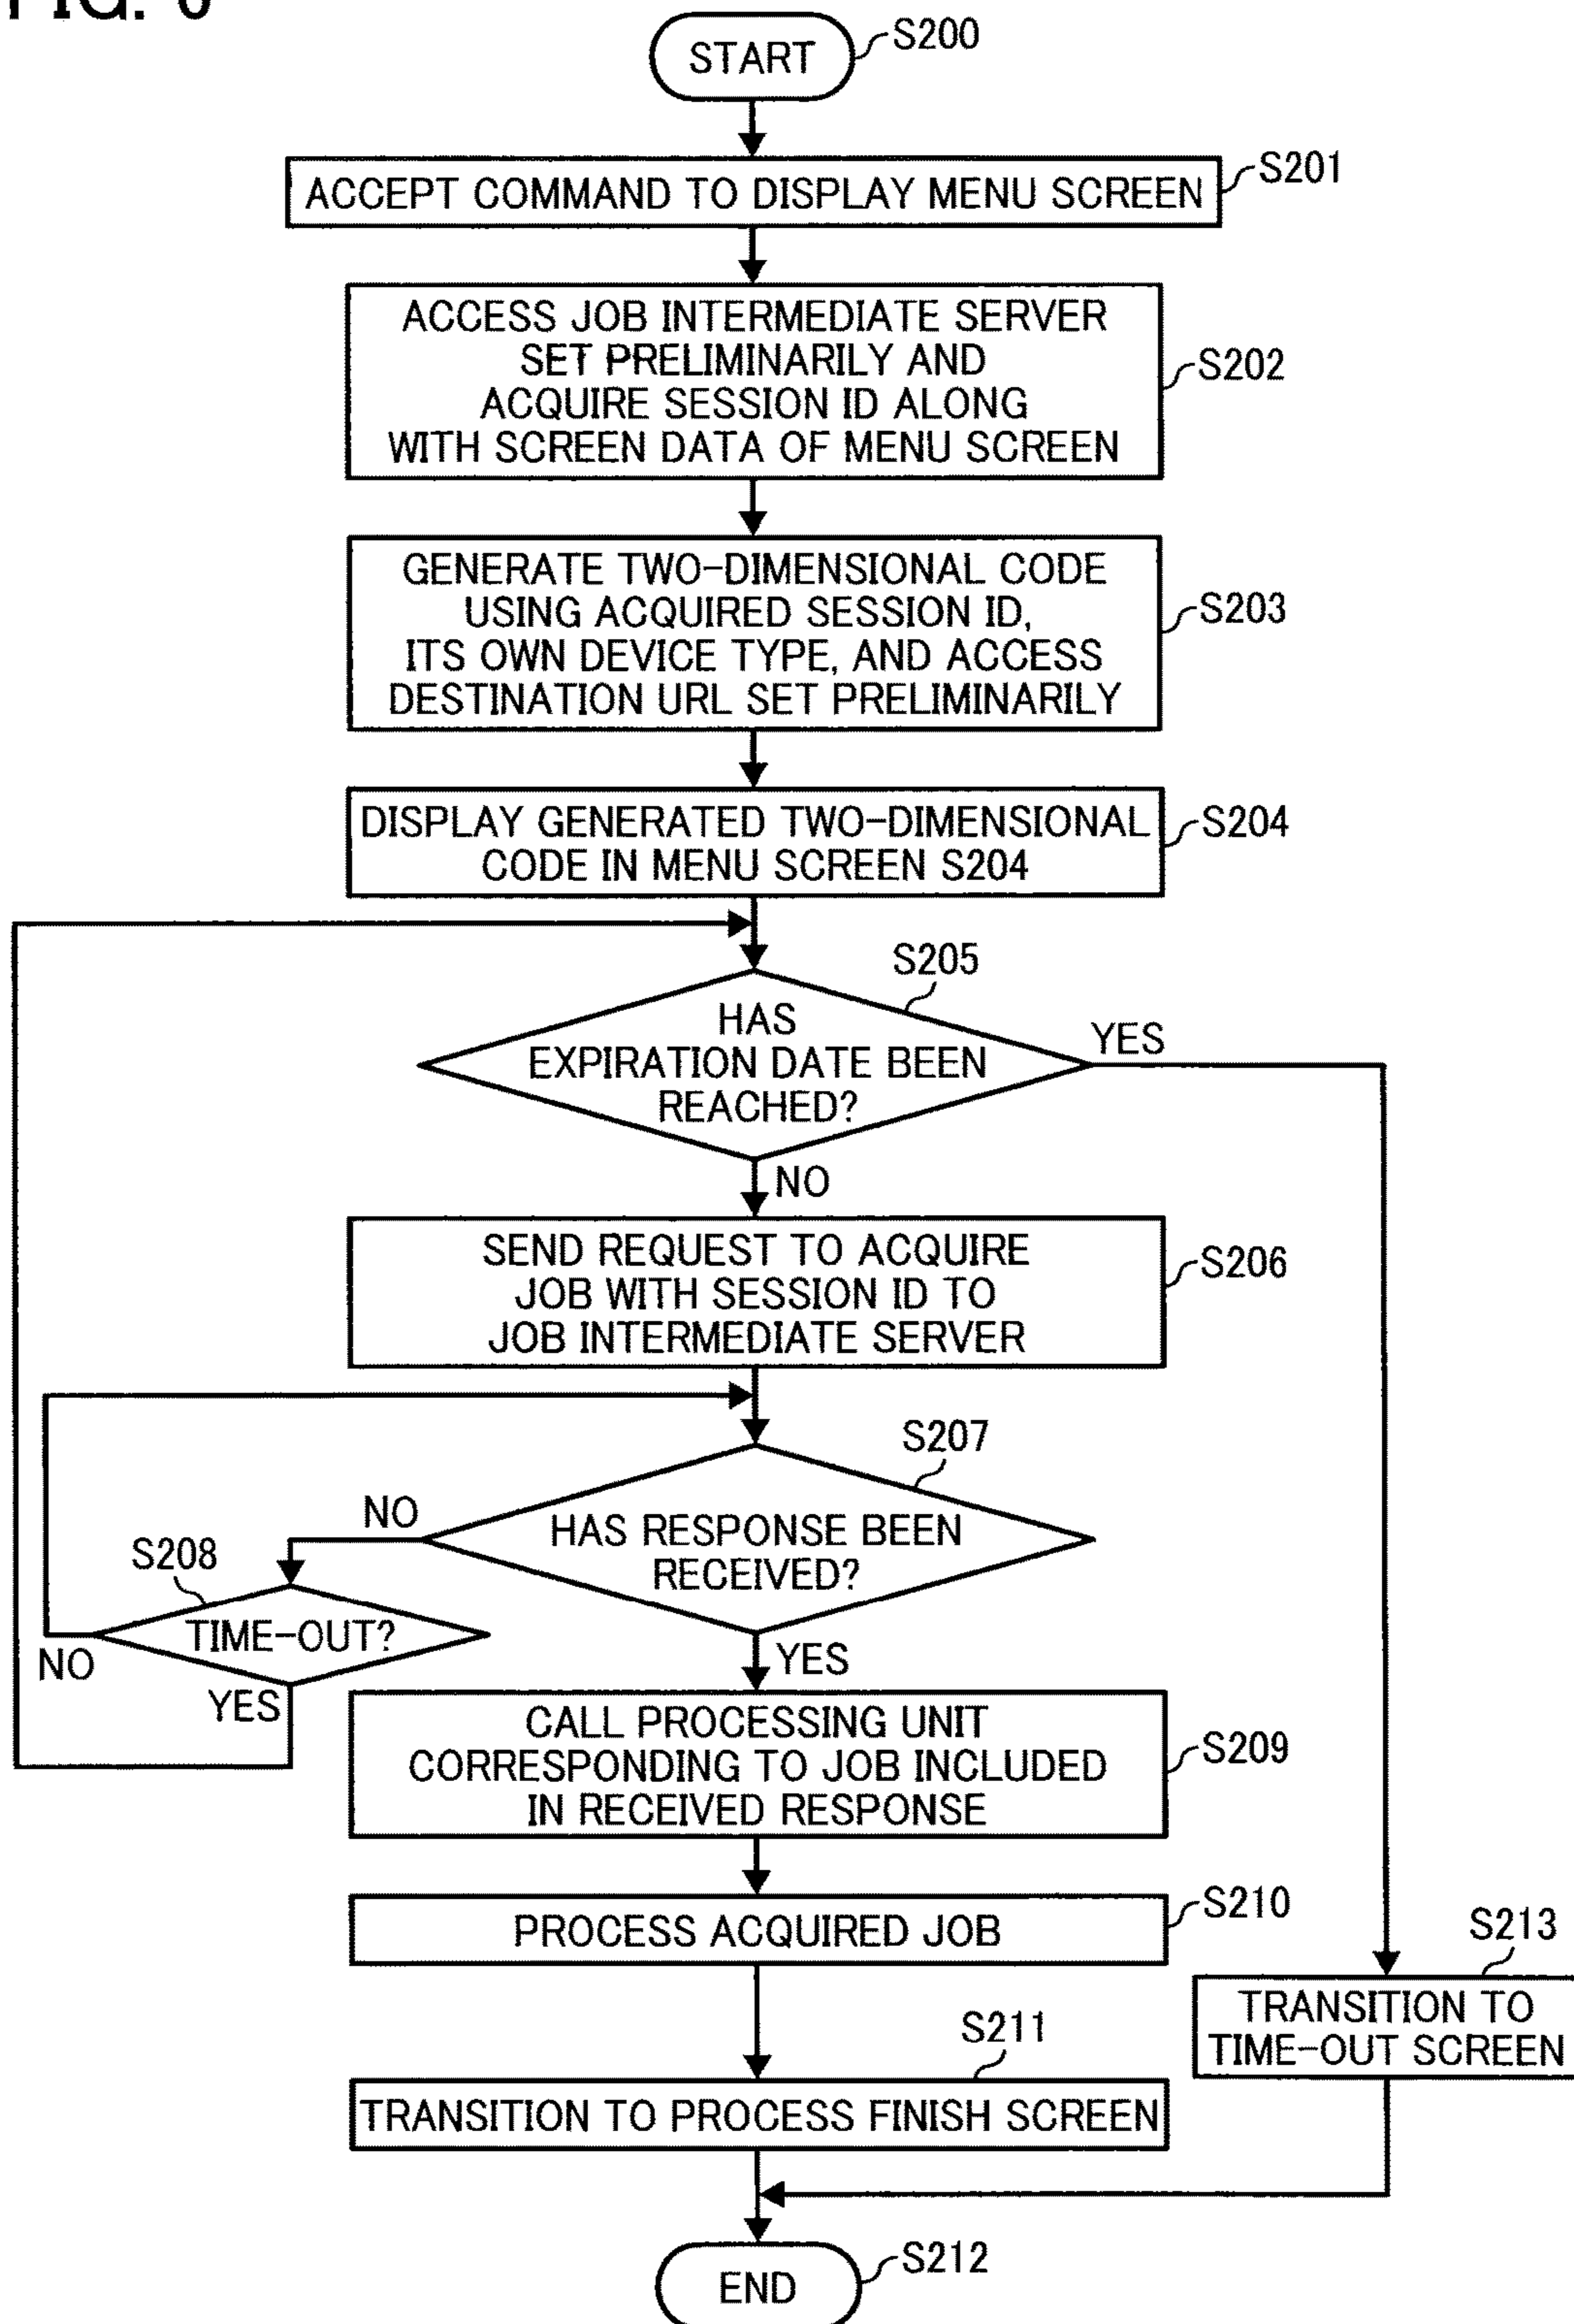 START
S200
ACCEPT COMMAND TO DISPLAY MENU SCREEN
S201
ACCESS JOB INTERMEDIATE SERVER
SET PRELIMINARILY AND
ACQUIRE SESSION ID ALONG
WITH SCREEN DATA OF MENU SCREEN
S202
GENERATE TWO-DIMENSIONAL CODE
USING ACQUIRED SESSION ID,
ITS OWN DEVICE TYPE, AND ACCESS
DESTINATION URL SET PRELIMINARILY
S203
DISPLAY GENERATED TWO-DIMENSIONAL
CODE IN MENU SCREEN S204
S204
S205
HAS
EXPIRATION DATE BEEN
REACHED?
YES
NO
SEND REQUEST TO ACQUIRE
JOB WITH SESSION ID TO
JOB INTERMEDIATE SERVER
S206
S207
HAS RESPONSE BEEN
RECEIVED?
NO
S208
TIME-OUT?
NO
YES
YES
CALL PROCESSING UNIT
CORRESPONDING TO JOB INCLUDED
IN RECEIVED RESPONSE
S209
PROCESS ACQUIRED JOB
S210
S213
TRANSITION TO
TIME-OUT SCREEN
S211
TRANSITION TO PROCESS FINISH SCREEN
END
S212